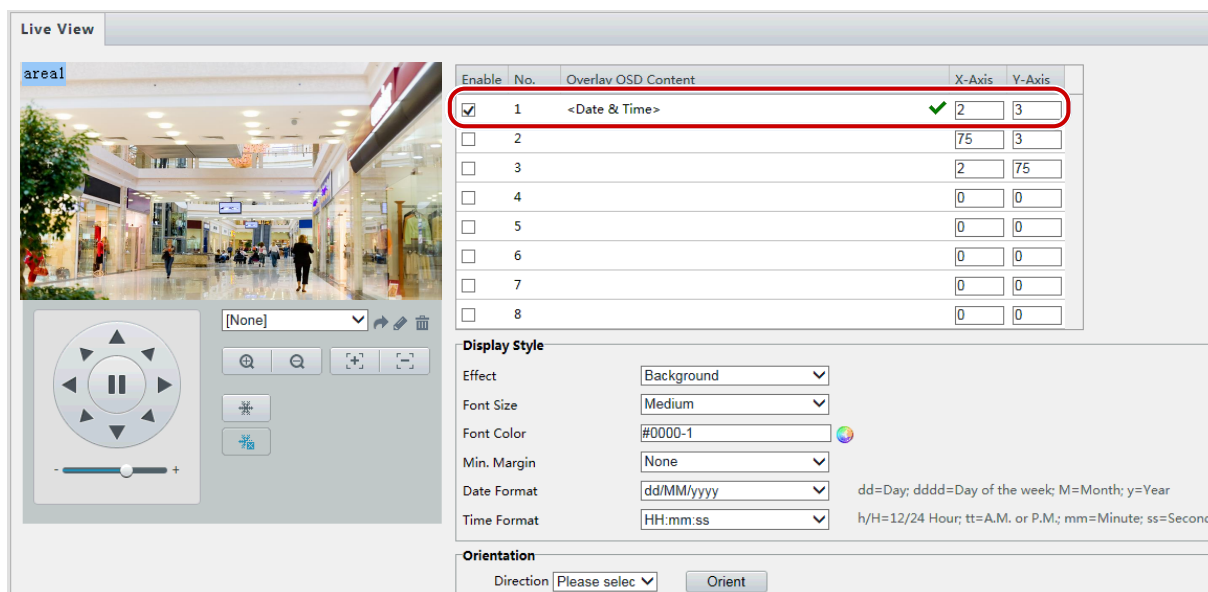 Live View
area1
Enable No. Overlay OSD Content X-Axis Y-Axis
1 <Date & Time> 2 3
2 75 3
3 2 75
4 0 0
5 0 0
6 0 0
7 0 0
8 0 0
[None]
- +
Display Style
Effect Background
Font Size Medium
Font Color #0000-1
Min. Margin None
Date Format dd/MM/yyyy dd=Day; dddd=Day of the week; M=Month; y=Year
Time Format HH:mm:ss h/H=12/24 Hour; tt=A.M. or P.M.; mm=Minute; ss=Second
Orientation
Direction Please selec Orient